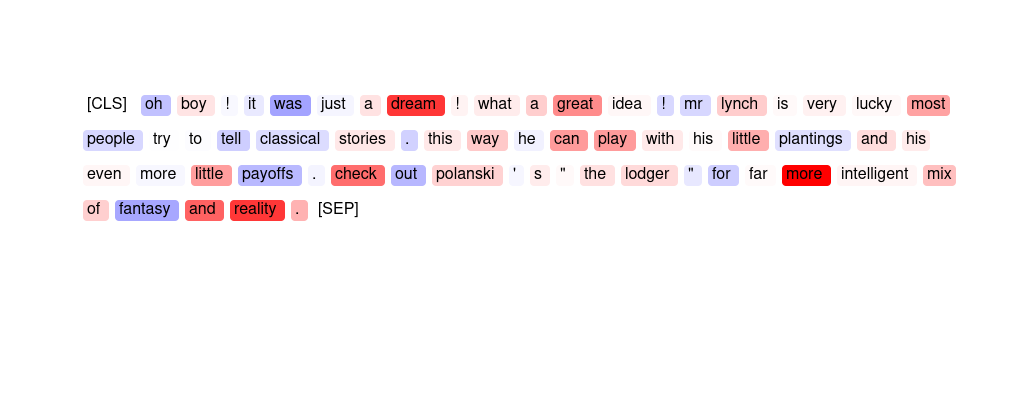 [CLS] oh boy ! it was just a dream ! what a great idea ! mr lynch is very lucky most
people try to tell classical stories . this way he can play with his little plantings and his
even more little payoffs . check out polanski ' s " the lodger " for far more intelligent mix
of fantasy and reality . [SEP]